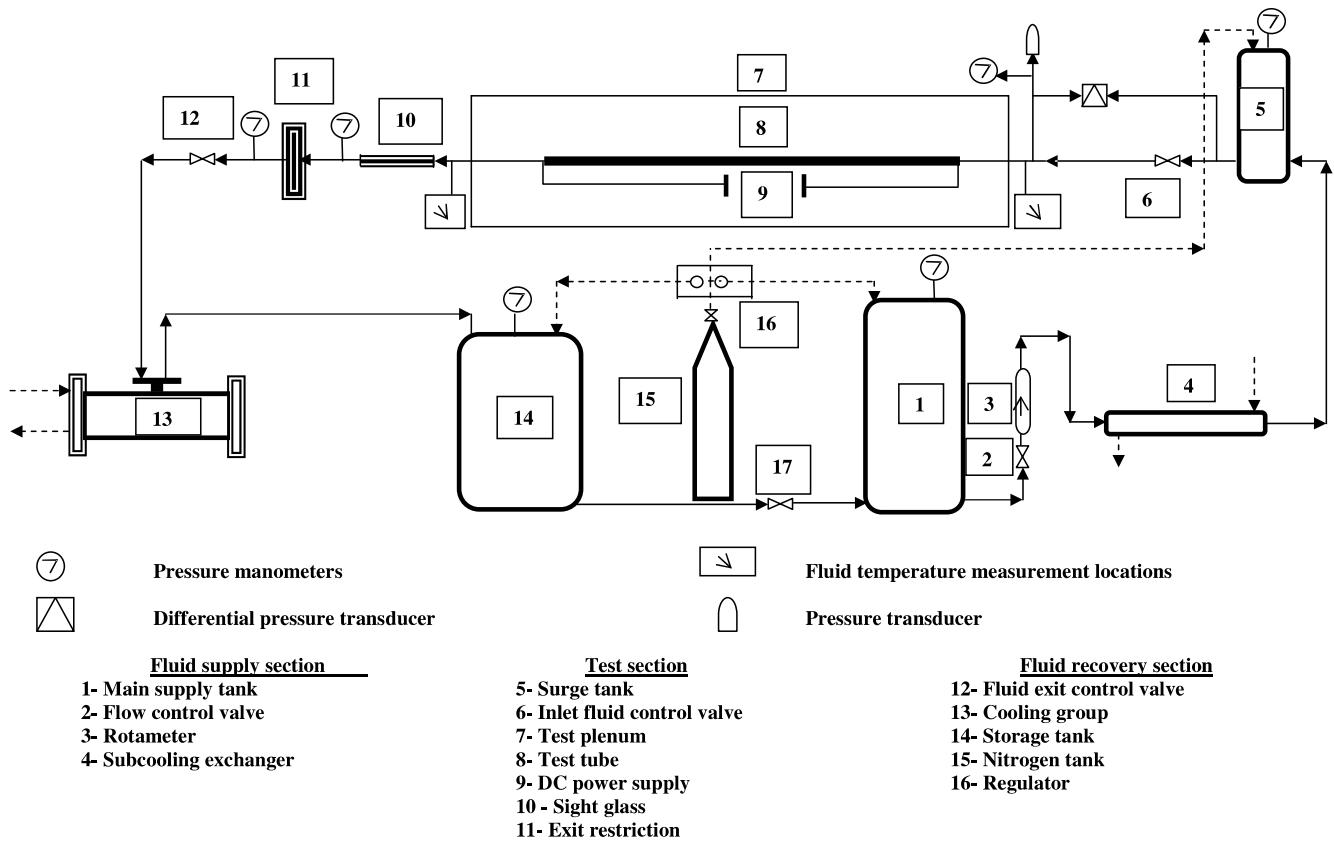 7
11
5
12
10
8
9
6
16
15
14
13
1
3
4
2
17
Pressure manometers
Fluid temperature measurement locations
Differential pressure transducer
Pressure transducer
Fluid supply section
1- Main supply tank
2- Flow control valve
3- Rotameter
4- Subcooling exchanger
Test section
5- Surge tank
6- Inlet fluid control valve
7- Test plenum
8- Test tube
9- DC power supply
10 - Sight glass
11- Exit restriction
Fluid recovery section
12- Fluid exit control valve
13- Cooling group
14- Storage tank
15- Nitrogen tank
16- Regulator